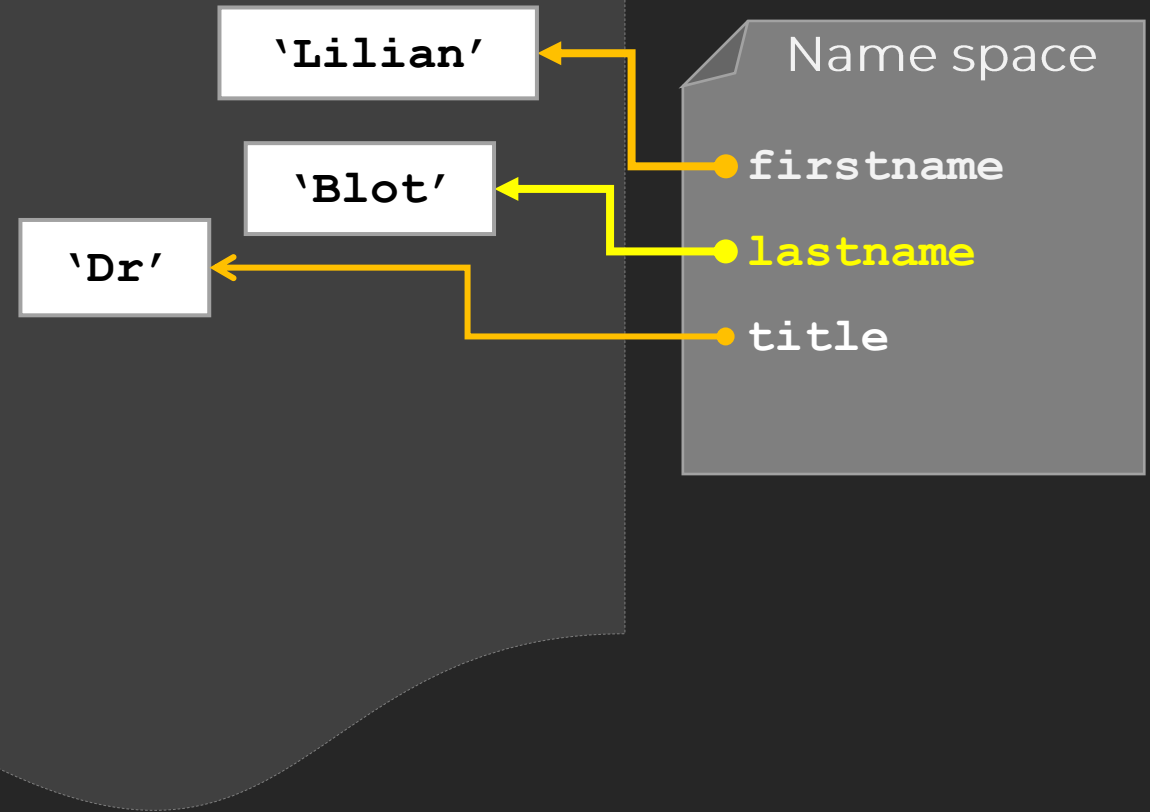 ‘Lilian’
Name space
firstname
‘Blot’
lastname
‘Dr’
title